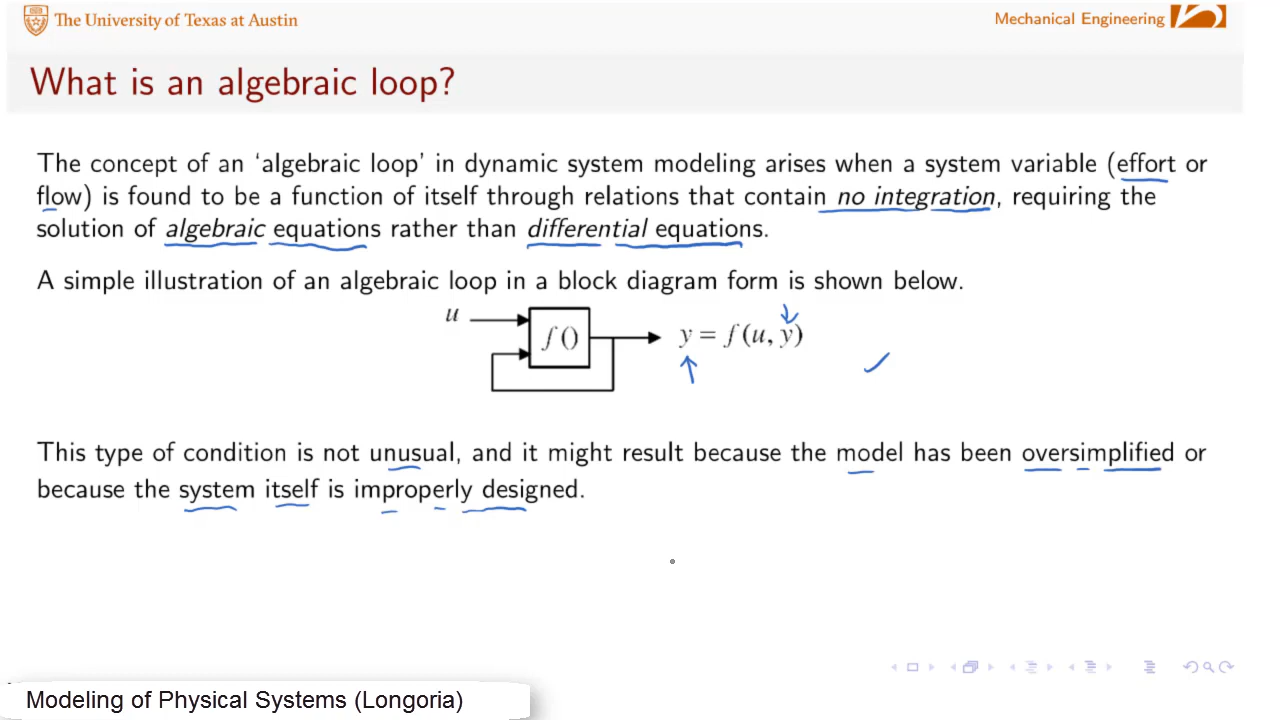 The University of Texas at Austin
Mechanical Engineering
What is an algebraic loop?
The concept of an ‘algebraic loop’ in dynamic system modeling arises when a system variable (effort or
flow) is found to be a function of itself through relations that contain no integration, requiring the
solution of algebraic equations rather than differential equations.
A simple illustration of an algebraic loop in a block diagram form is shown below.
u
f()
y = f(u, y)
This type of condition is not unusual, and it might result because the model has been oversimplified or
because the system itself is improperly designed.
Modeling of Physical Systems (Longoria)